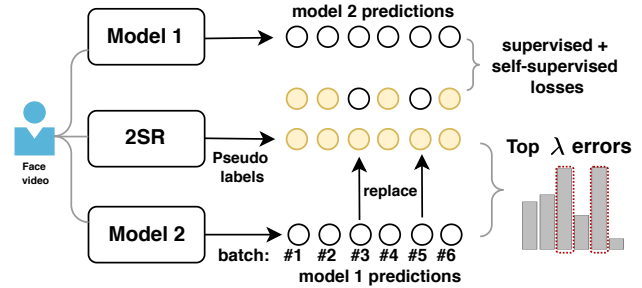 model 2 predictions
Model 1
supervised +
self-supervised
losses
2SR
Pseudo
labels
Face
video
Top λ errors
replace
Model 2
batch: #1 #2 #3 #4 #5 #6
model 1 predictions